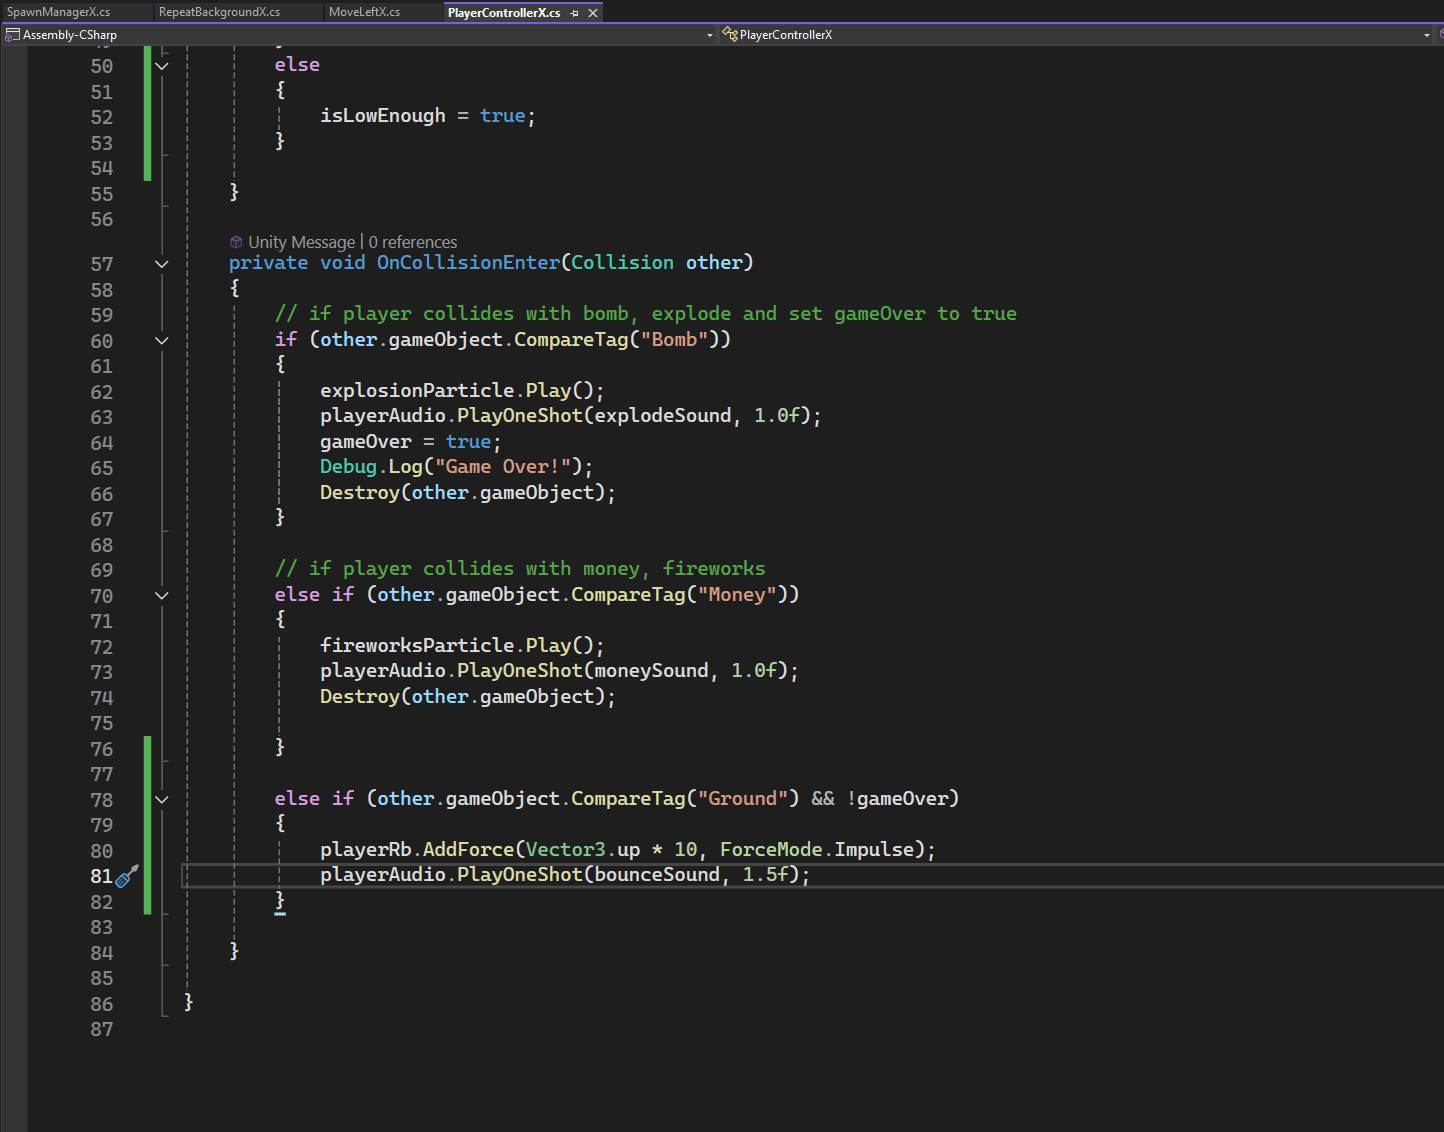 SpawnManagerX.cs RepeatBackgroundX.cs MoveLeftX.cs PlayerControllerX.cs
Assembly-CSharp PlayerControllerX
50 else
51 {
52 isLowEnough = true;
53 }
54
55 }
56
Unity Message | 0 references
57 private void OnCollisionEnter(Collision other)
58 {
59 // if player collides with bomb, explode and set gameOver to true
60 if (other.gameObject.CompareTag("Bomb"))
61 {
62 explosionParticle.Play();
63 playerAudio.PlayOneShot(explodeSound, 1.0f);
64 gameOver = true;
65 Debug.Log("Game Over!");
66 Destroy(other.gameObject);
67 }
68
69 // if player collides with money, fireworks
70 else if (other.gameObject.CompareTag("Money"))
71 {
72 fireworksParticle.Play();
73 playerAudio.PlayOneShot(moneySound, 1.0f);
74 Destroy(other.gameObject);
75
76 }
77
78 else if (other.gameObject.CompareTag("Ground") && !gameOver)
79 {
80 playerRb.AddForce(Vector3.up * 10, ForceMode.Impulse);
81 playerAudio.PlayOneShot(bounceSound, 1.5f);
82 }
83
84 }
85
86 }
87